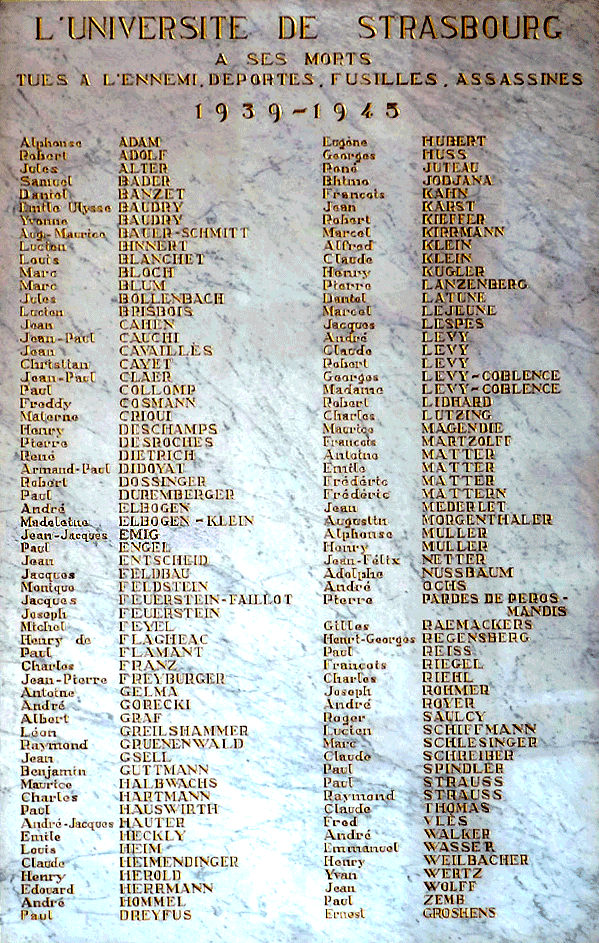 L'UNIVERSITE DE STRASBOURG
A SES MORTS
TUES A L'ENNEMI, DEPORTES, FUSILLES, ASSASSINES
1939-1945
Alphonse ADAM
Robert ADOLF
Jules ALTER
Samuel BADER
Daniel BANZET
Emile Ulysse BAUDRY
Yvonne BAUDRY
Aug.-Maurice BAUER-SCHMITT
Lucien BINNERT
Louis BLANCHET
Marc BLOCH
Marc BLUM
Jules BOLLENBACH
Lucien BRISBOIS
Jean CAHEN
Jean-Paul CAUCHI
Jean CAVAILLÈS
Christian CAYET
Jean-Paul CLAER
Paul COLLOMP
Freddy COSMANN
Materne CRIQUI
Henry DESCHAMPS
Pierre DESROCHES
René DIETRICH
Armand-Paul DIDOYAT
Robert DOSSINGER
Paul DUREMBERGER
André ELBOGEN
Madeleine ELBOGEN-KLEIN
Jean-Jacques EMIG
Paul ENGEL
Jean ENTSCHEID
Jacques FELDBAU
Monique FELDSTEIN
Jacques FEUERSTEIN-FAILLOT
Joseph FEUERSTEIN
Michel FEYEL
Henry de FLAGHEAC
Paul FLAMANT
Charles FRANZ
Jean-Pierre FREYBURGER
Antoine GELMA
André GORECKI
Albert GRAF
Léon GREILSHAMMER
Raymond GRUENENWALD
Jean GSELL
Benjamin GUTTMANN
Maurice HALBWACHS
Charles HARTMANN
Paul HAUSWIRTH
André-Jacques HAUTER
Emile HECKLY
Louis HEIM
Claude HEIMENDINGER
Henry HEROLD
Edouard HERRMANN
André HOMMEL
Paul DREYFUS
Eugène HUBERT
Georges HUSS
René JUTEAU
JODJANA
Francois KAHN
Jean KARST
Robert KIEFFER
Marcel KIRRMANN
Alfred KLEIN
Claude KLEIN
Henry KUGLER
Pierre LANZENBERG
Daniel LATUNE
Marcel LEJEUNE
Jacques LESPES
André LEVY
Claude LEVY
Robert LEVY
Georges LEVY-COBLENCE
Madame LEVY-COBLENCE
Robert LIDHARD
Charles LUTZING
Maurice MAGENDIE
Francois MARTZOLFF
Antoine MATTER
Emile MATTER
Frédéric MATTER
Frédéric MATTERN
Jean MEDERLET
Augustin MORGENTHALER
Alphonse MULLER
Henry MULLER
Jean-Félix NETTER
Adolphe NUSSBAUM
André OCHS
Pierre PARDES DE PEROS-
MANDIS
Gilles RAEMACKERS
Henri-Georges REGENSBERG
Paul REISS
Francois RIEGEL
Charles RIEHL
Joseph ROHMER
André ROYER
Roger SAULCY
Lucien SCHIFFMANN
Marc SCHLESINGER
Claude SCHREIBER
Paul SPINDLER
Paul STRAUSS
Raymond STRAUSS
Claude THOMAS
Fred VLÈS
André WALKER
Emmanuel WASSER
Henry WEILBACHER
Yvan WERTZ
Jean WOLFF
Paul ZEMB
Ernest GROSHENS